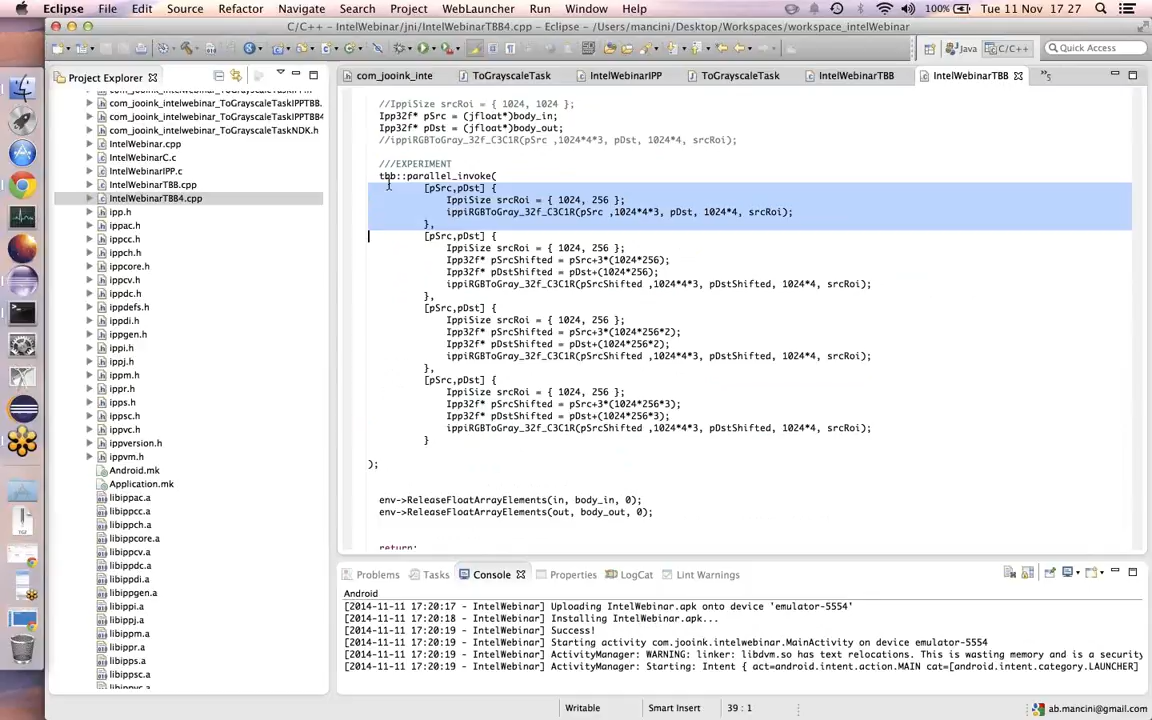 Eclipse File Edit Source Refactor Navigate Search Project WebLauncher Run Window Help 100% Tue 11 Nov 17 27
C/C++ - IntelWebinar/jni/IntelWebinarTBB4.cpp - Eclipse - /Users/mancini/Desktop/Workspaces/workspace_intelWebinar
Java C/C++ Quick Access
Project Explorer
com_jooink_inte ToGrayscaleTask IntelWebinarIPP ToGrayscaleTask IntelWebinarTBB IntelWebinarTBB
com_jooink_intelwebinar_ToGrayscaleTaskIPPTBB.
com_jooink_intelwebinar_ToGrayscaleTaskIPPTBB4
com_jooink_intelwebinar_ToGrayscaleTaskNDK.h
IntelWebinar.cpp
IntelWebinarC.c
IntelWebinarIPP.c
IntelWebinarTBB.cpp
IntelWebinarTBB4.cpp
ipp.h
ippac.h
ippcc.h
ippch.h
ippcore.h
ippcv.h
ippdc.h
ippdefs.h
ippdi.h
ippgen.h
ippi.h
ippj.h
ippm.h
ippr.h
ipps.h
ippsc.h
ippvc.h
ippversion.h
ippvm.h
Android.mk
Application.mk
libippac.a
libippcc.a
libippch.a
libippcore.a
libippcv.a
libippdc.a
libippdi.a
libippgen.a
libippi.a
libippj.a
libippm.a
libippr.a
libipps.a
libippsc.a
libippvc.a
//IppiSize srcRoi = { 1024, 1024 };
Ipp32f* pSrc = (jfloat*)body_in;
Ipp32f* pDst = (jfloat*)body_out;
//ippiRGBToGray_32f_C3C1R(pSrc ,1024*4*3, pDst, 1024*4, srcRoi);
///EXPERIMENT
tbb::parallel_invoke(
[pSrc,pDst] {
IppiSize srcRoi = { 1024, 256 };
ippiRGBToGray_32f_C3C1R(pSrc ,1024*4*3, pDst, 1024*4, srcRoi);
},
[pSrc,pDst] {
IppiSize srcRoi = { 1024, 256 };
Ipp32f* pSrcShifted = pSrc+3*(1024*256);
Ipp32f* pDstShifted = pDst+(1024*256);
ippiRGBToGray_32f_C3C1R(pSrcShifted ,1024*4*3, pDstShifted, 1024*4, srcRoi);
},
[pSrc,pDst] {
IppiSize srcRoi = { 1024, 256 };
Ipp32f* pSrcShifted = pSrc+3*(1024*256*2);
Ipp32f* pDstShifted = pDst+(1024*256*2);
ippiRGBToGray_32f_C3C1R(pSrcShifted ,1024*4*3, pDstShifted, 1024*4, srcRoi);
},
[pSrc,pDst] {
IppiSize srcRoi = { 1024, 256 };
Ipp32f* pSrcShifted = pSrc+3*(1024*256*3);
Ipp32f* pDstShifted = pDst+(1024*256*3);
ippiRGBToGray_32f_C3C1R(pSrcShifted ,1024*4*3, pDstShifted, 1024*4, srcRoi);
}
);
env->ReleaseFloatArrayElements(in, body_in, 0);
env->ReleaseFloatArrayElements(out, body_out, 0);
return;
Problems Tasks Console Properties LogCat Lint Warnings
Android
[2014-11-11 17:20:17 - IntelWebinar] Uploading IntelWebinar.apk onto device 'emulator-5554'
[2014-11-11 17:20:18 - IntelWebinar] Installing IntelWebinar.apk...
[2014-11-11 17:20:19 - IntelWebinar] Success!
[2014-11-11 17:20:19 - IntelWebinar] Starting activity com.jooink.intelwebinar.MainActivity on device emulator-5554
[2014-11-11 17:20:19 - IntelWebinar] ActivityManager: WARNING: linker: libdvm.so has text relocations. This is wasting memory and is a security
[2014-11-11 17:20:19 - IntelWebinar] ActivityManager: Starting: Intent { act=android.intent.action.MAIN cat=[android.intent.category.LAUNCHER]
Writable Smart Insert 39 : 1 ab.mancini@gmail.com